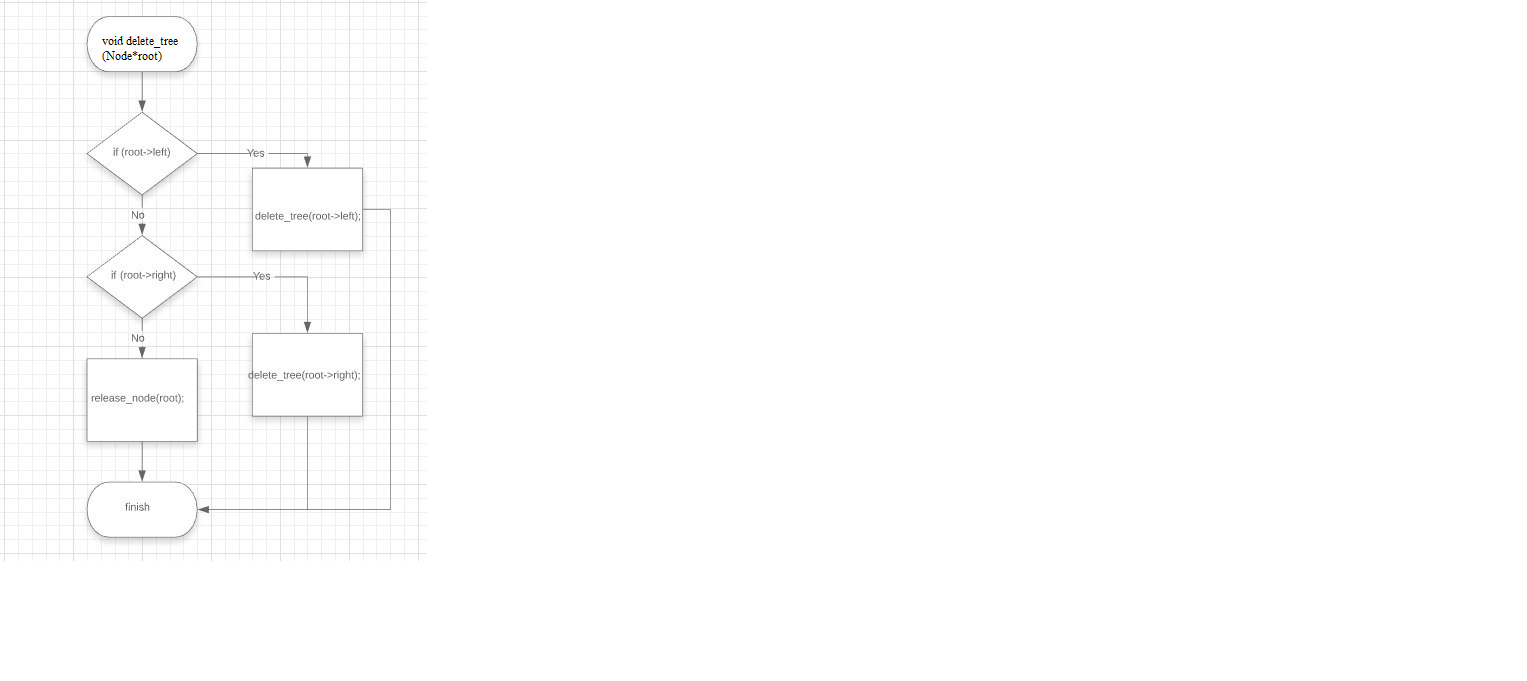 void delete_tree
(Node*root)
if (root->left)
Yes
delete_tree(root->left);
No
if (root->right)
Yes
No
delete_tree(root->right);
release_node(root);
finish